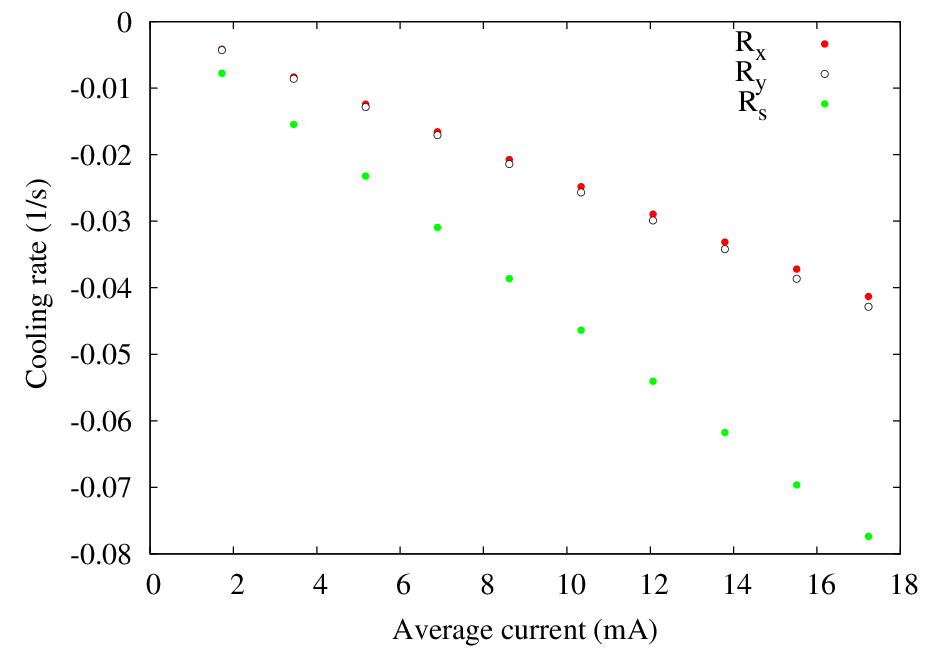 0
-0.01
-0.02
-0.03
-0.04
-0.05
-0.06
-0.07
-0.08
Cooling rate (1/s)
R_x
R_y
R_s
0 2 4 6 8 10 12 14 16 18
Average current (mA)